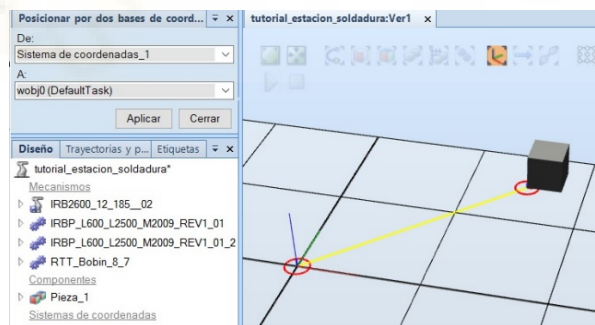 Posicionar por dos bases de coord...
De:
Sistema de coordenadas_1
A:
wobj0 (DefaultTask)
Aplicar
Cerrar
Diseño
Trayectorias y p...
Etiquetas
tutorial_estacion_soldadura*
Mecanismos
IRB2600_12_185__02
IRBP_L600_L2500_M2009_REV1_01
IRBP_L600_L2500_M2009_REV1_01_2
RTT_Bobin_8_7
Componentes
Pieza_1
Sistemas de coordenadas
tutorial_estacion_soldadura:Ver1